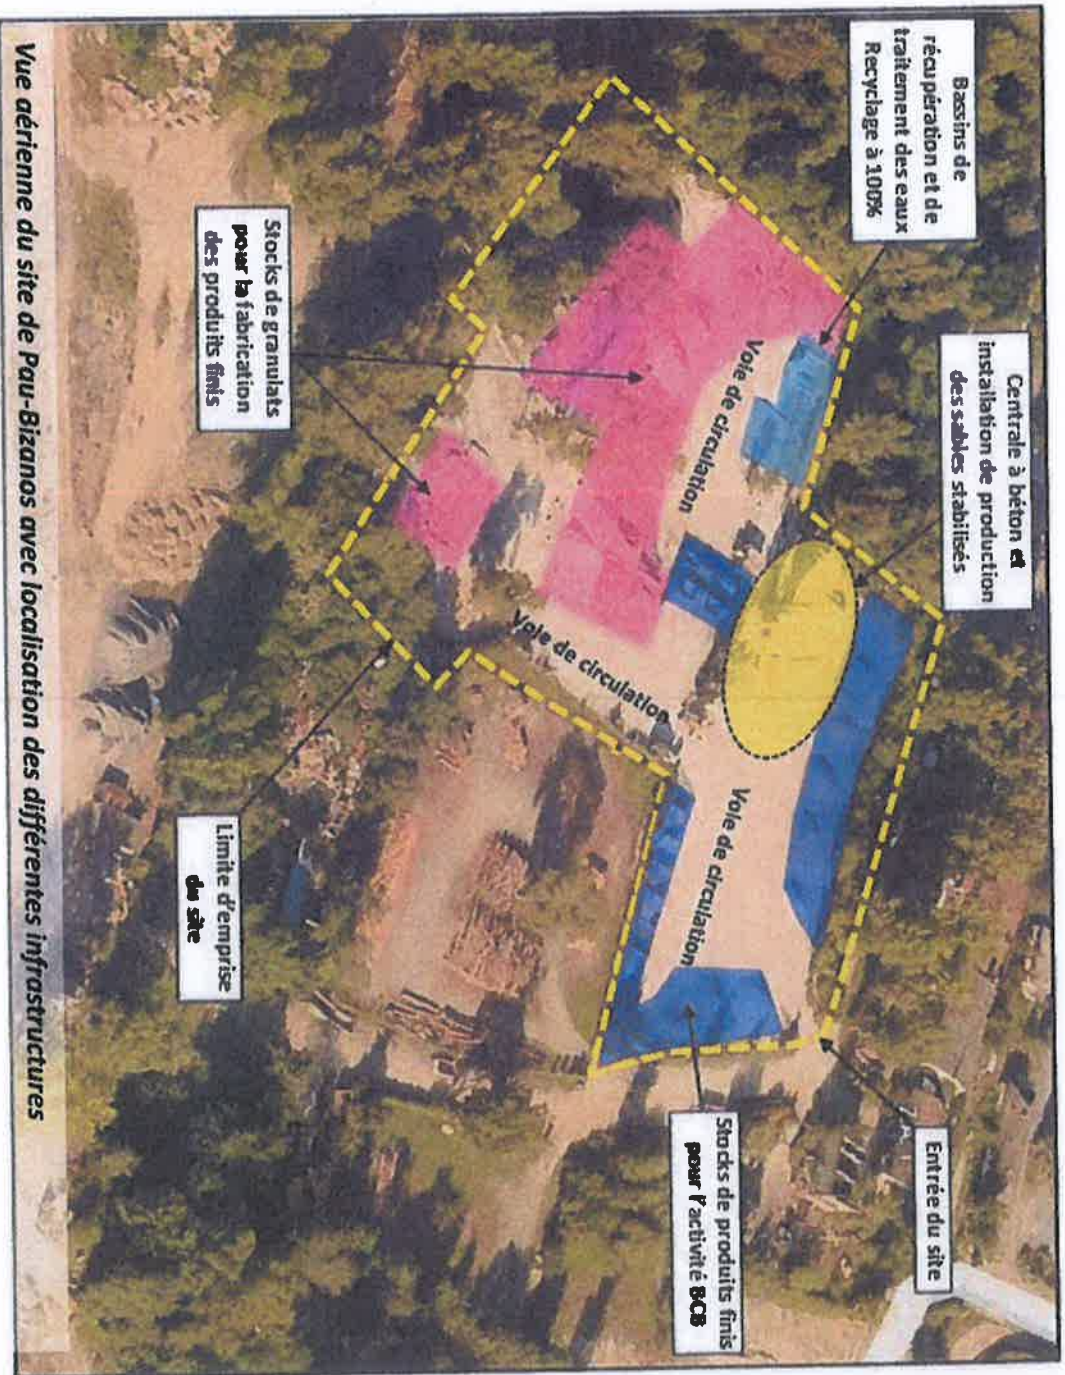 Bassins de
récupération et de
traitement des eaux
Recyclage à 100%
Centrale à béton et
installation de production
des sables stabilisés
Entrée du site
Voie de circulation
Voie de circulation
Voie de circulation
Stocks de granulats
pour la fabrication
des produits finis
Limite d'emprise
du site
Stocks de produits finis
pour l'activité BCB
Vue aérienne du site de Pau-Bizanos avec localisation des différentes infrastructures